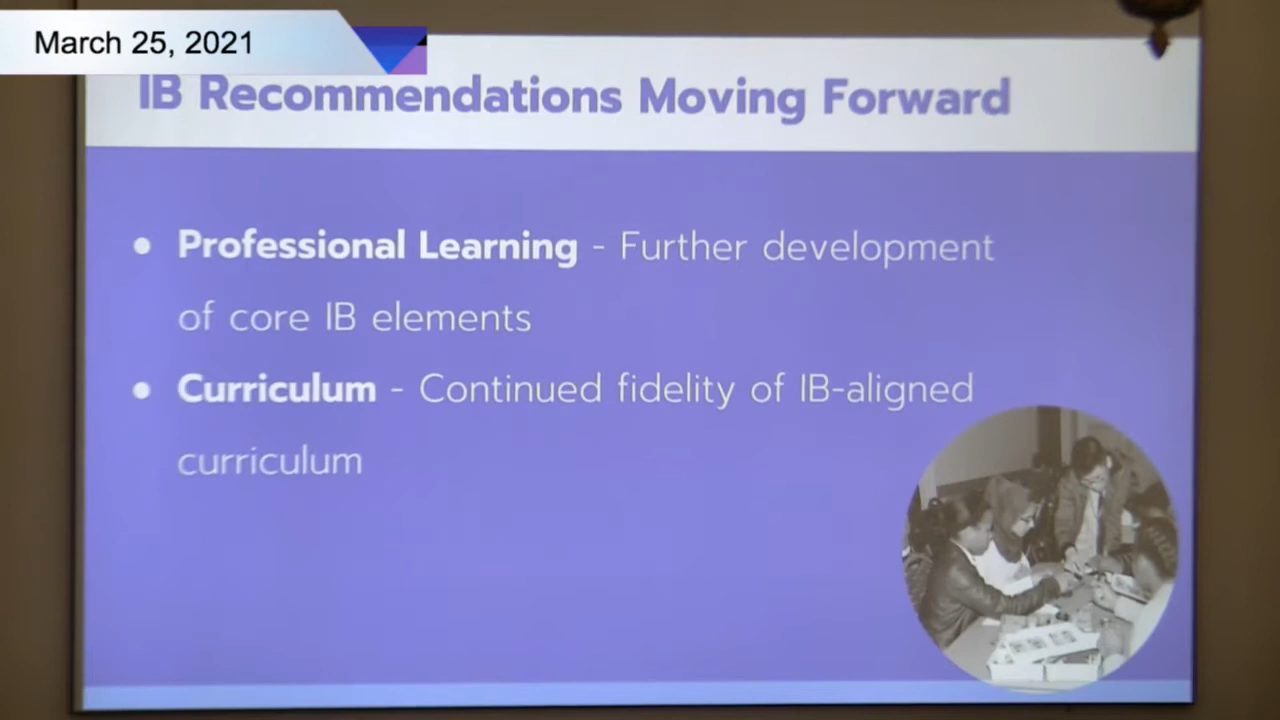 March 25, 2021
IB Recommendations Moving Forward
● Professional Learning - Further development
of core IB elements
● Curriculum - Continued fidelity of IB-aligned
curriculum